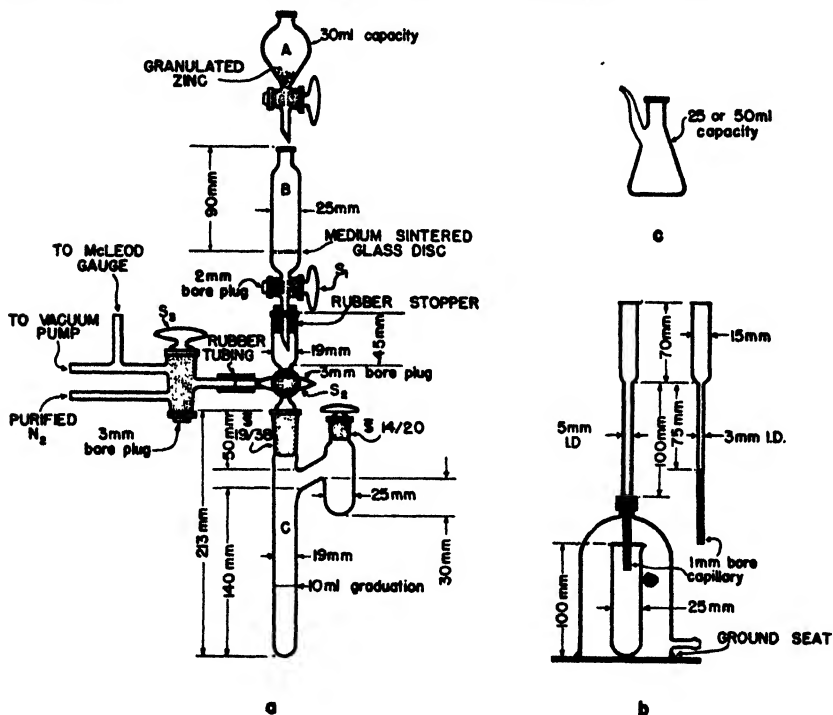 A
30ml capacity
GRANULATED
ZINC
90mm
B
25mm
MEDIUM SINTERED
GLASS DISC
TO McLEOD
GAUGE
2mm
bore plug
S₁
RUBBER STOPPER
TO VACUUM
PUMP
S₃
RUBBER
TUBING
19mm
45mm
3mm bore plug
S₂
PURIFIED
N₂
3mm
bore plug
50mm
19/38
14/20
25mm
213mm
140mm
C
19mm
30mm
10ml graduation
a
25 or 50ml
capacity
c
70mm
15mm
5mm
I.D
100mm
75mm
3mm I.D.
1mm bore
capillary
100mm
25mm
GROUND SEAT
b